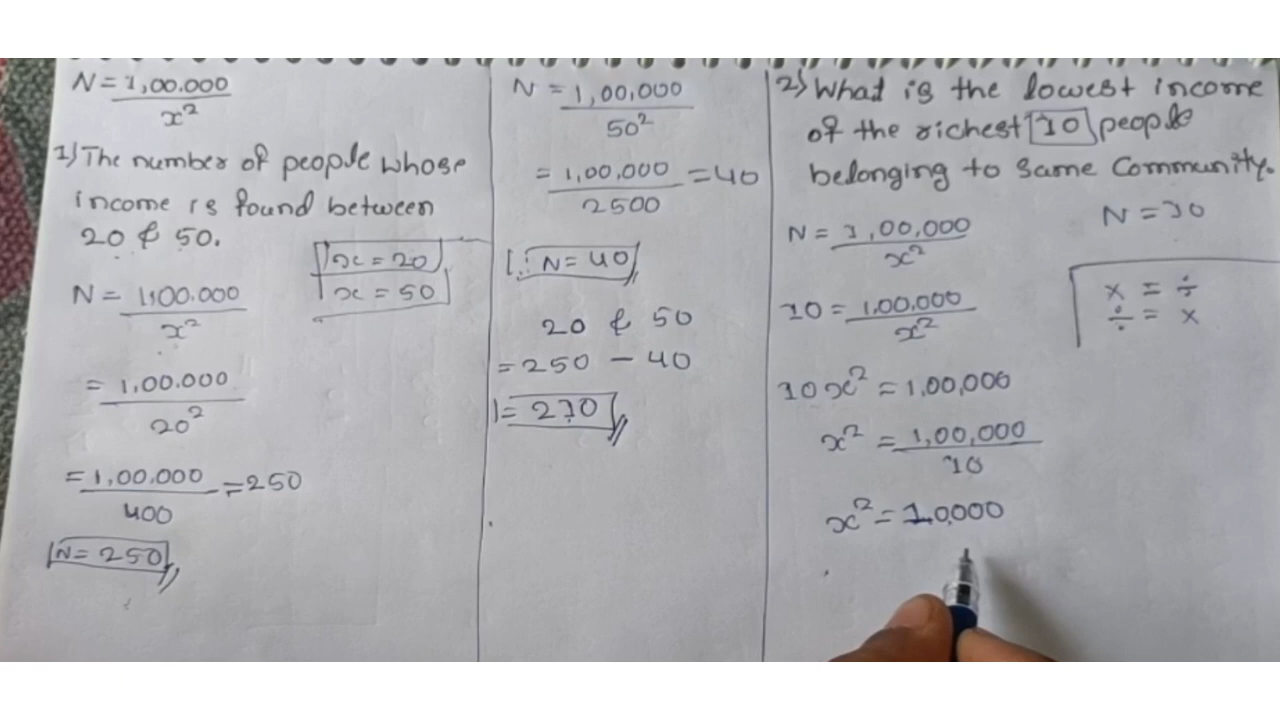 N = 1,00.000
x²
1) The number of people whose
income is found between
20 & 50.
x = 20
x = 50
N = 1,00.000
x²
= 1,00.000
20²
= 1,00.000 = 250
400
N = 250
N = 1,00,000
50²
= 1,00,000 = 40
2500
∴ N = 40
20 & 50
= 250 - 40
= 210
2) What is the lowest income
of the richest 10 people
belonging to same Community.
N = 10
N = 1,00,000
x²
x = ÷
÷ = x
10 = 1,00,000
x²
10x² = 1,00,000
x² = 1,00,000
10
x² = 10,000